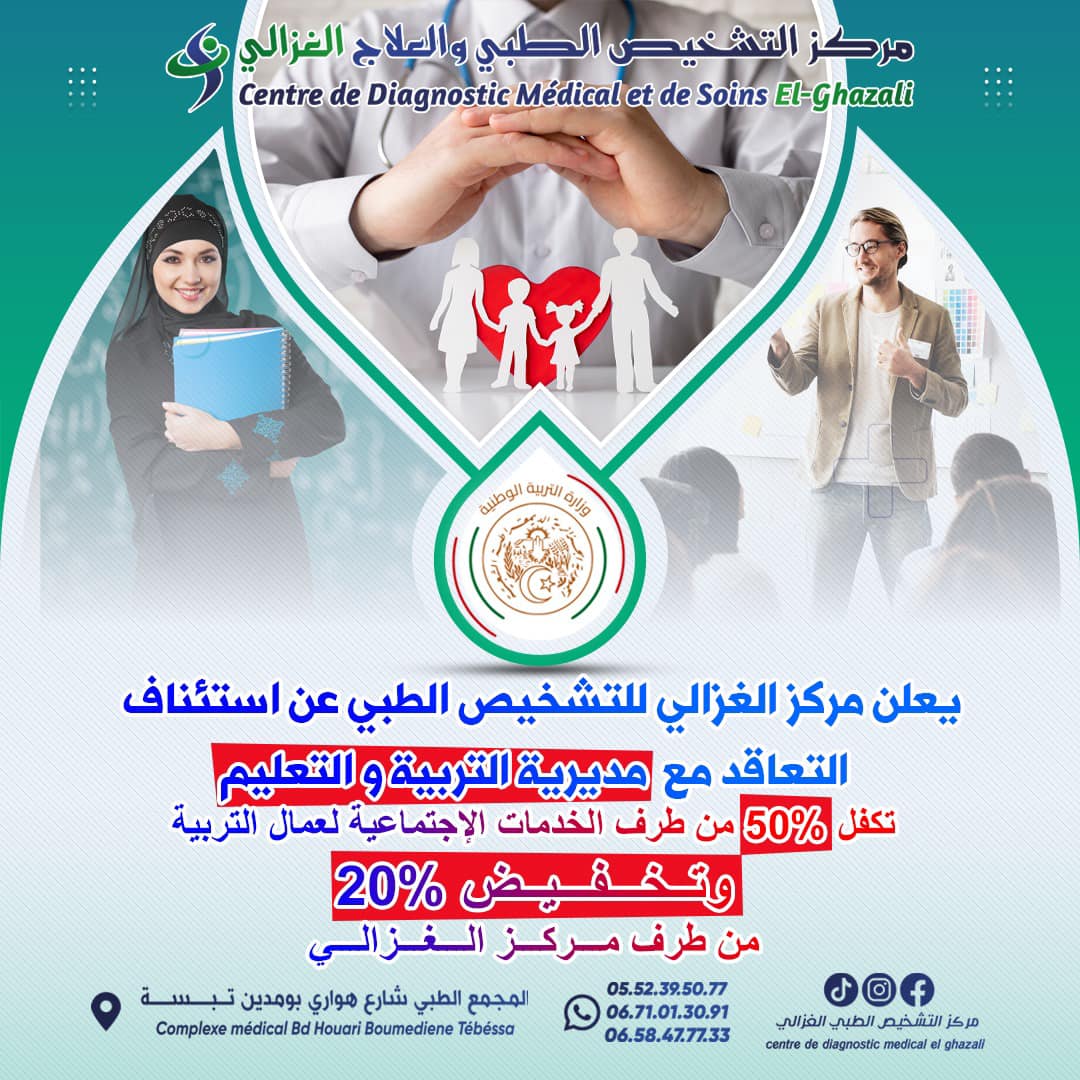 مركز التشخيص الطبي والعلاج الغزالي
Centre de Diagnostic Médical et de Soins El-Ghazali
وزارة التربية الوطنية
يعلن مركز الغزالي للتشخيص الطبي عن استئناف
التعاقد مع مديرية التربية و التعليم
تكفل 50% من طرف الخدمات الإجتماعية لعمال التربية
وتـخـفـيـض 20%
من طرف مـركـز الـغـزالـي
المجمع الطبي شارع هواري بومدين تـبـسـة
Complexe médical Bd Houari Boumediene Tébéssa
05.52.39.50.77
06.71.01.30.91
06.58.47.77.33
مركز التشخيص الطبي الغزالي
centre de diagnostic medical el ghazali